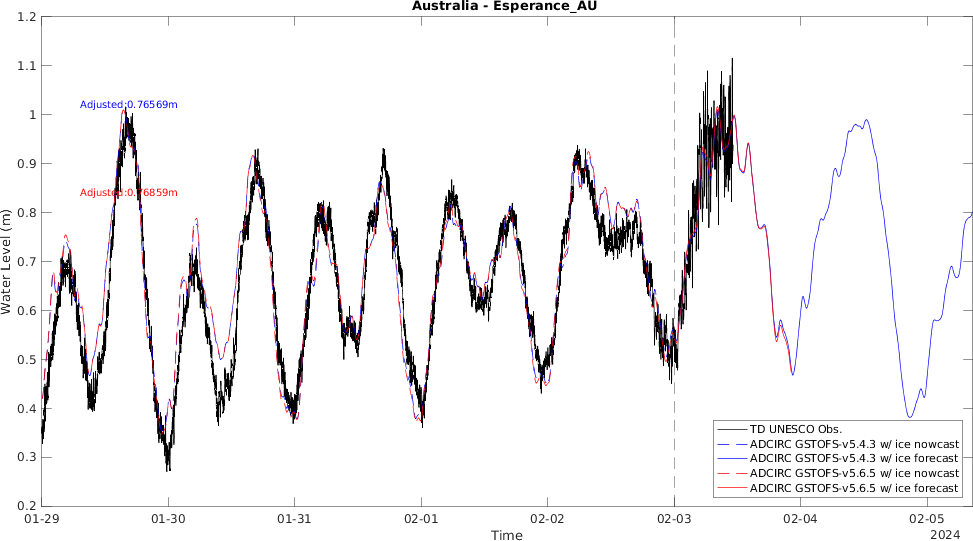 Australia - Esperance_AU
1.2
1.1
1
0.9
0.8
0.7
0.6
0.5
0.4
0.3
0.2
Water Level (m)
Adjusted:0.76569m
Adjusted:0.76859m
TD UNESCO Obs.
ADCIRC GSTOFS-v5.4.3 w/ ice nowcast
ADCIRC GSTOFS-v5.4.3 w/ ice forecast
ADCIRC GSTOFS-v5.6.5 w/ ice nowcast
ADCIRC GSTOFS-v5.6.5 w/ ice forecast
01-29 01-30 01-31 02-01 02-02 02-03 02-04 02-05
Time
2024